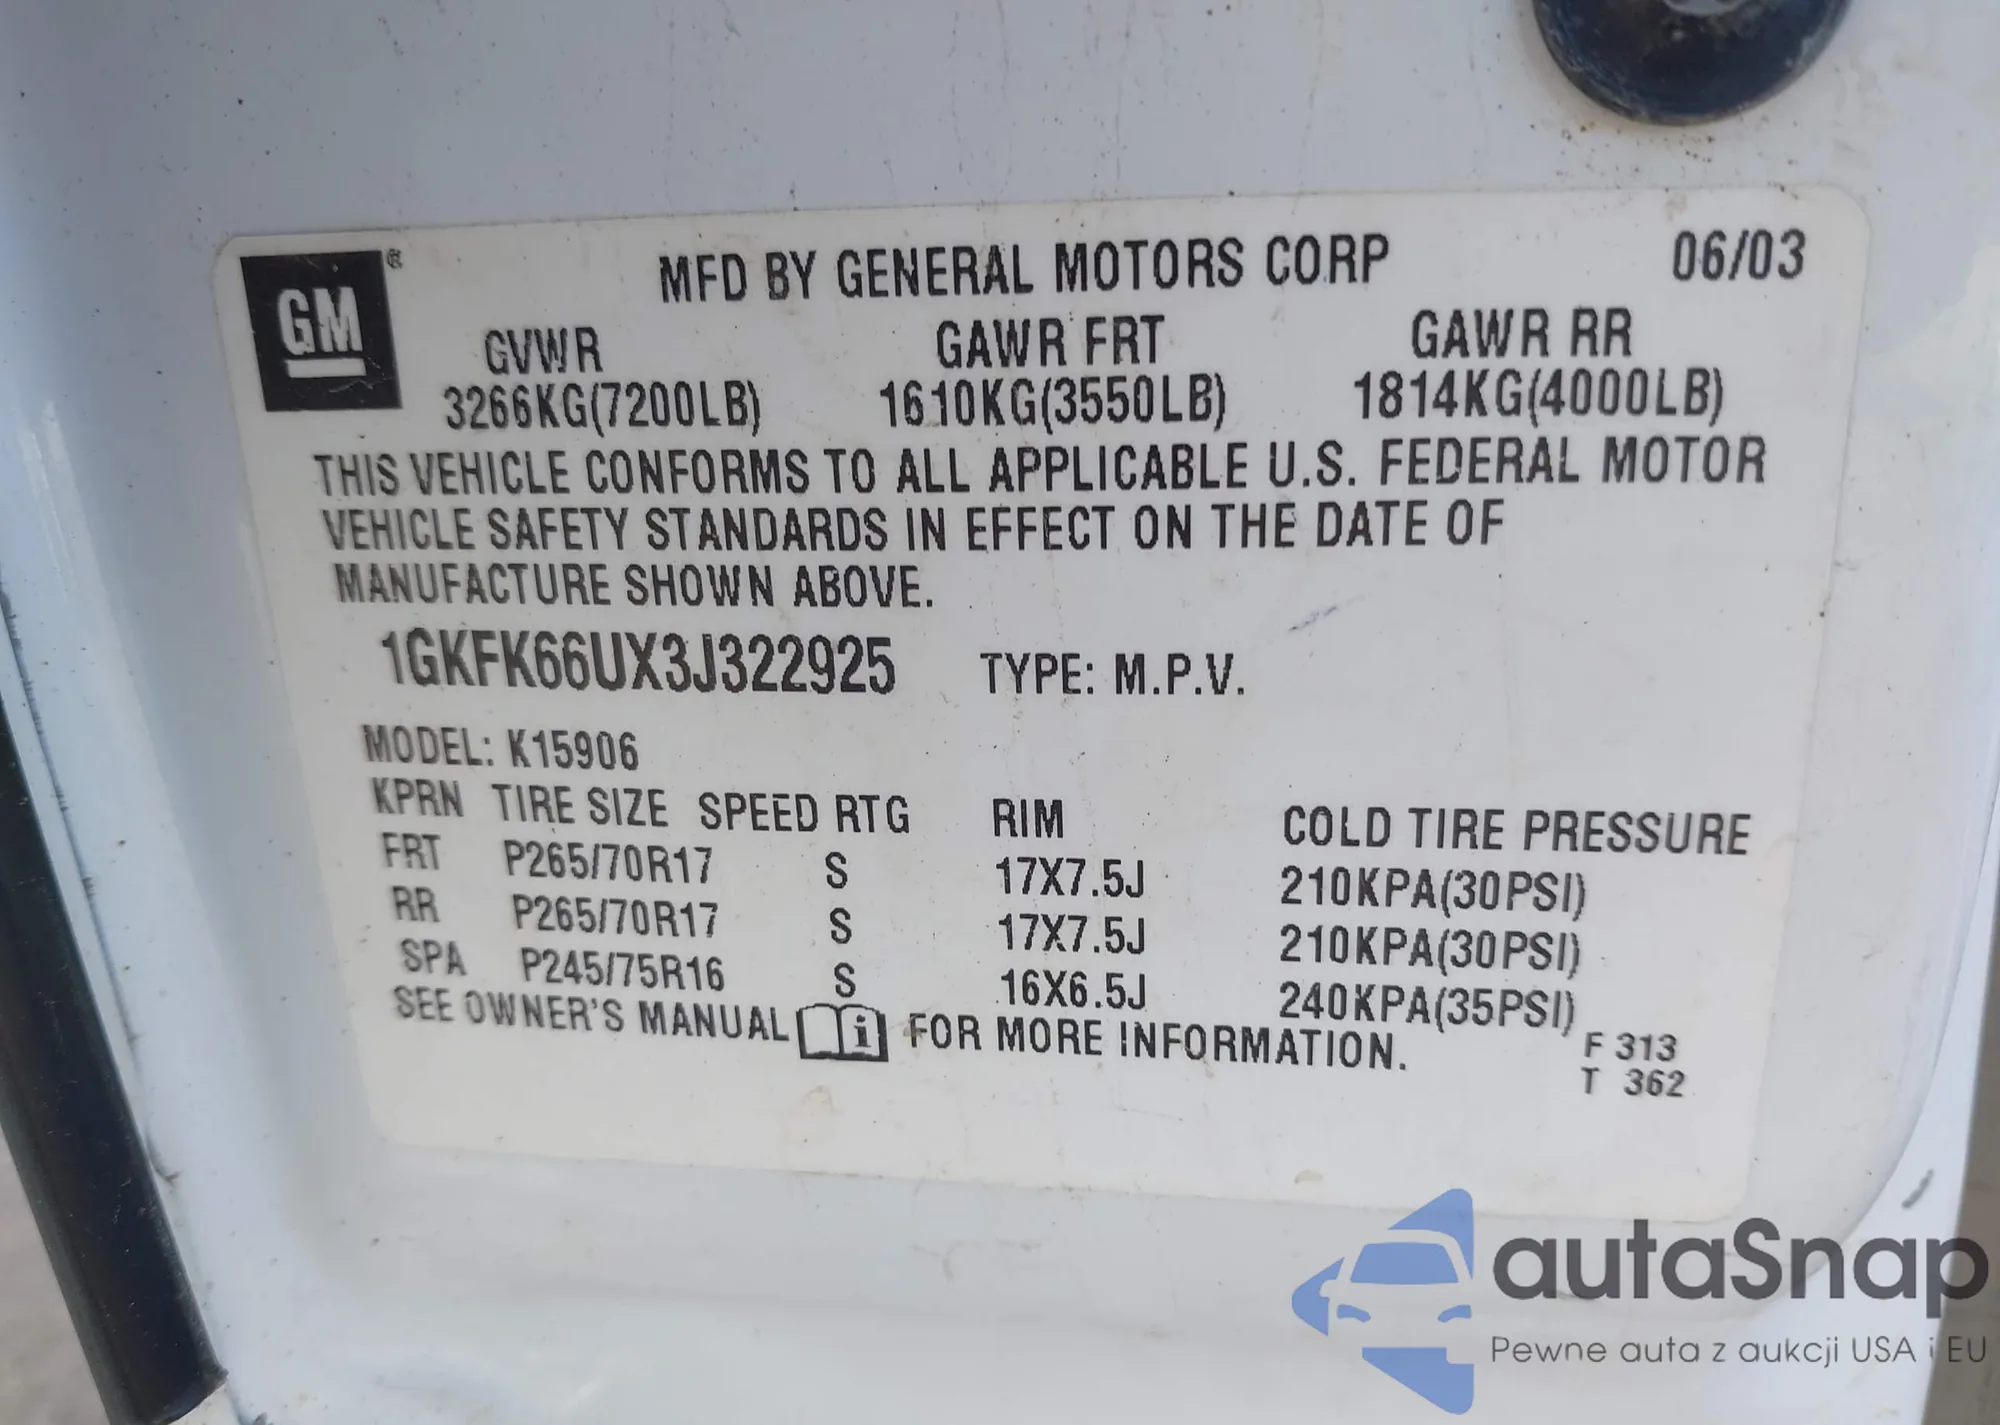 GM ®
MFD BY GENERAL MOTORS CORP 06/03
GVWR GAWR FRT GAWR RR
3266KG(7200LB) 1610KG(3550LB) 1814KG(4000LB)
THIS VEHICLE CONFORMS TO ALL APPLICABLE U.S. FEDERAL MOTOR
VEHICLE SAFETY STANDARDS IN EFFECT ON THE DATE OF
MANUFACTURE SHOWN ABOVE.
1GKFK66UX3J322925 TYPE: M.P.V.
MODEL: K15906
KPRN TIRE SIZE SPEED RTG RIM COLD TIRE PRESSURE
FRT P265/70R17 S 17X7.5J 210KPA(30PSI)
RR P265/70R17 S 17X7.5J 210KPA(30PSI)
SPA P245/75R16 S 16X6.5J 240KPA(35PSI)
SEE OWNER'S MANUAL i FOR MORE INFORMATION.
F 313
T 362
autaSnap
Pewne auta z aukcji USA i EU